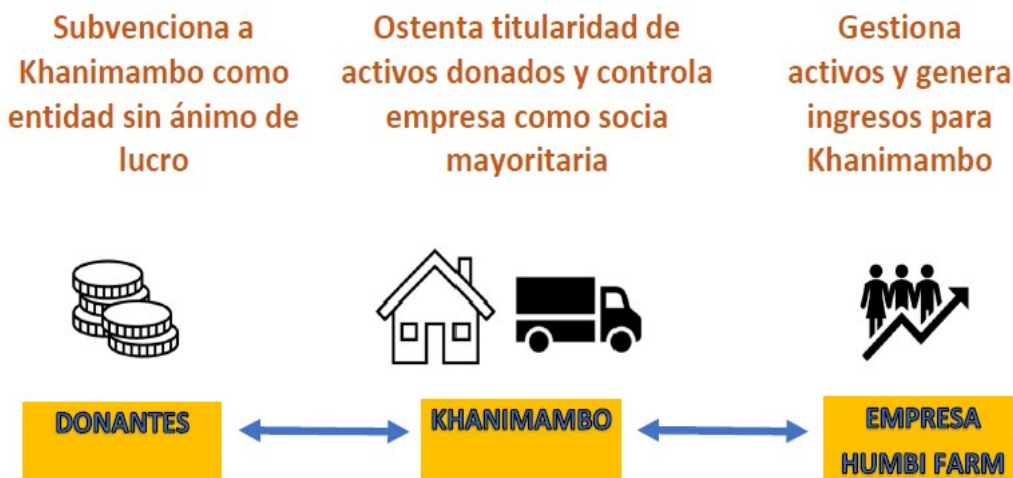 Subvenciona a
Khanimambo como
entidad sin ánimo de
lucro
Ostenta titularidad de
activos donados y controla
empresa como socia
mayoritaria
Gestiona
activos y genera
ingresos para
Khanimambo
DONANTES
KHANIMAMBO
EMPRESA
HUMBI FARM